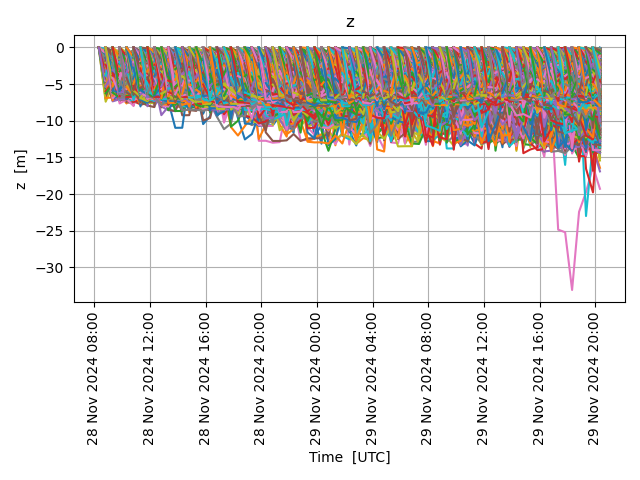 z
0
−5
−10
−15
−20
−25
−30
z [m]
28 Nov 2024 08:00
28 Nov 2024 12:00
28 Nov 2024 16:00
28 Nov 2024 20:00
29 Nov 2024 00:00
29 Nov 2024 04:00
29 Nov 2024 08:00
29 Nov 2024 12:00
29 Nov 2024 16:00
29 Nov 2024 20:00
Time [UTC]